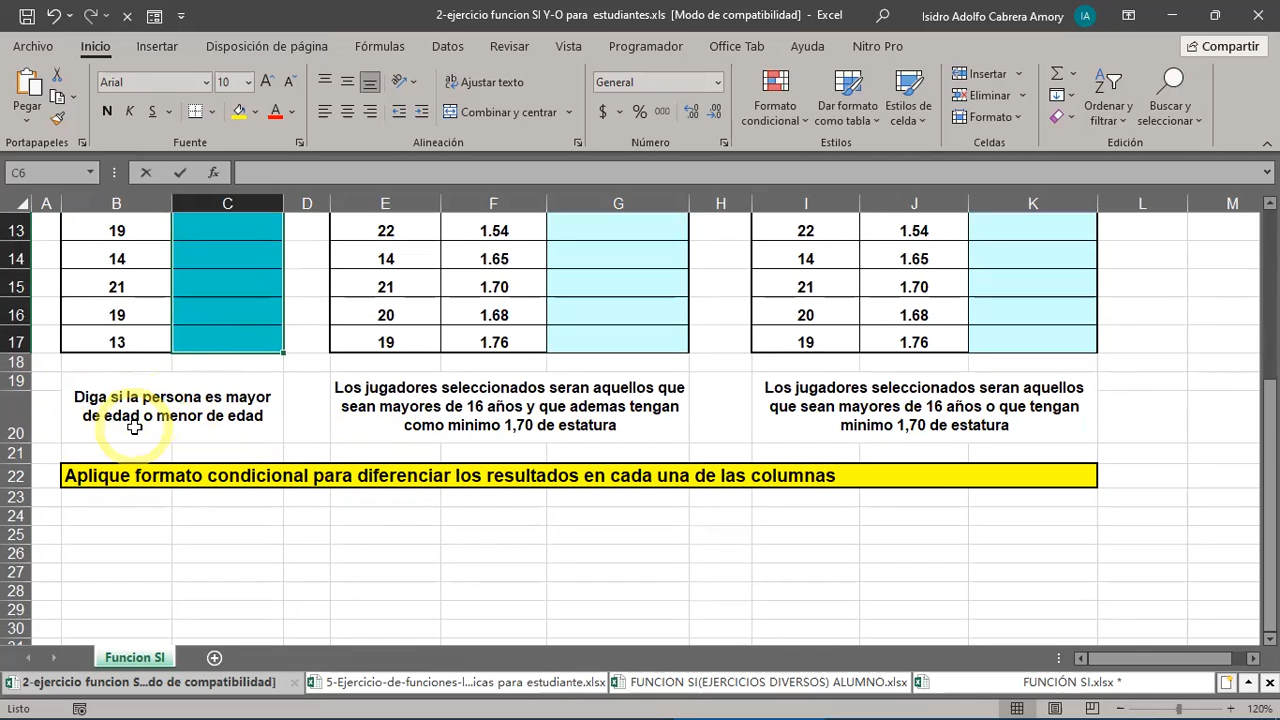 2-ejercicio funcion SI Y-O para  estudiantes.xls  [Modo de compatibilidad]  -  Excel
Isidro Adolfo Cabrera Amory
IA
Archivo
Inicio
Insertar
Disposición de página
Fórmulas
Datos
Revisar
Vista
Programador
Office Tab
Ayuda
Nitro Pro
Compartir
Pegar
Portapapeles
Arial
10
N K S
Fuente
Ajustar texto
Combinar y centrar
Alineación
General
$ % 000
Número
Formato condicional
Dar formato como tabla
Estilos de celda
Estilos
Insertar
Eliminar
Formato
Celdas
Ordenar y filtrar
Buscar y seleccionar
Edición
C6
fx
A B C D E F G H I J K L M
13 19 22 1.54 22 1.54
14 14 14 1.65 14 1.65
15 21 21 1.70 21 1.70
16 19 20 1.68 20 1.68
17 13 19 1.76 19 1.76
18
19
20
Diga si la persona es mayor
de edad o menor de edad
Los jugadores seleccionados seran aquellos que
sean mayores de 16 años y que ademas tengan
como minimo 1,70 de estatura
Los jugadores seleccionados seran aquellos
que sean mayores de 16 años o que tengan
minimo 1,70 de estatura
21
22 Aplique formato condicional para diferenciar los resultados en cada una de las columnas
23
24
25
26
27
28
29
30
Funcion SI
2-ejercicio funcion S...do de compatibilidad]
5-Ejercicio-de-funciones-l...icas para estudiante.xlsx
FUNCION SI(EJERCICIOS DIVERSOS) ALUMNO.xlsx
FUNCIÓN SI.xlsx *
Listo
120%